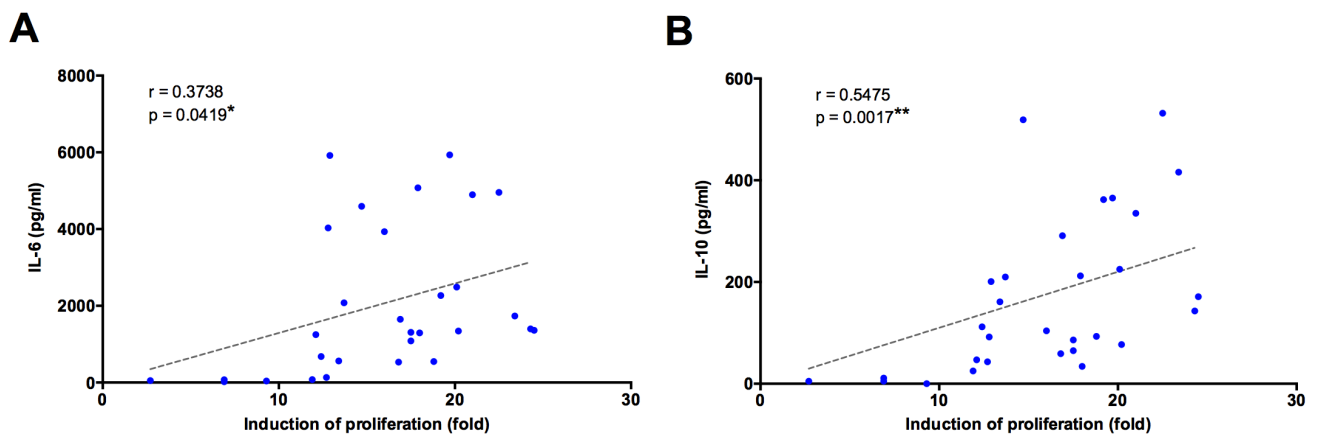 A
8000
6000
4000
2000
0
IL-6 (pg/ml)
r = 0.3738
p = 0.0419*
0
10
20
30
Induction of proliferation (fold)
B
600
400
200
0
IL-10 (pg/ml)
r = 0.5475
p = 0.0017**
0
10
20
30
Induction of proliferation (fold)